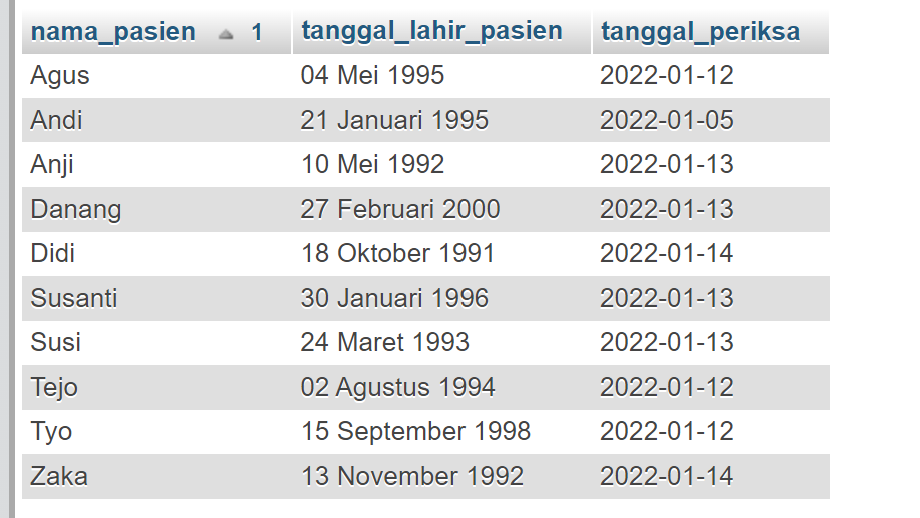 nama_pasien 1 tanggal_lahir_pasien tanggal_periksa
Agus 04 Mei 1995 2022-01-12
Andi 21 Januari 1995 2022-01-05
Anji 10 Mei 1992 2022-01-13
Danang 27 Februari 2000 2022-01-13
Didi 18 Oktober 1991 2022-01-14
Susanti 30 Januari 1996 2022-01-13
Susi 24 Maret 1993 2022-01-13
Tejo 02 Agustus 1994 2022-01-12
Tyo 15 September 1998 2022-01-12
Zaka 13 November 1992 2022-01-14